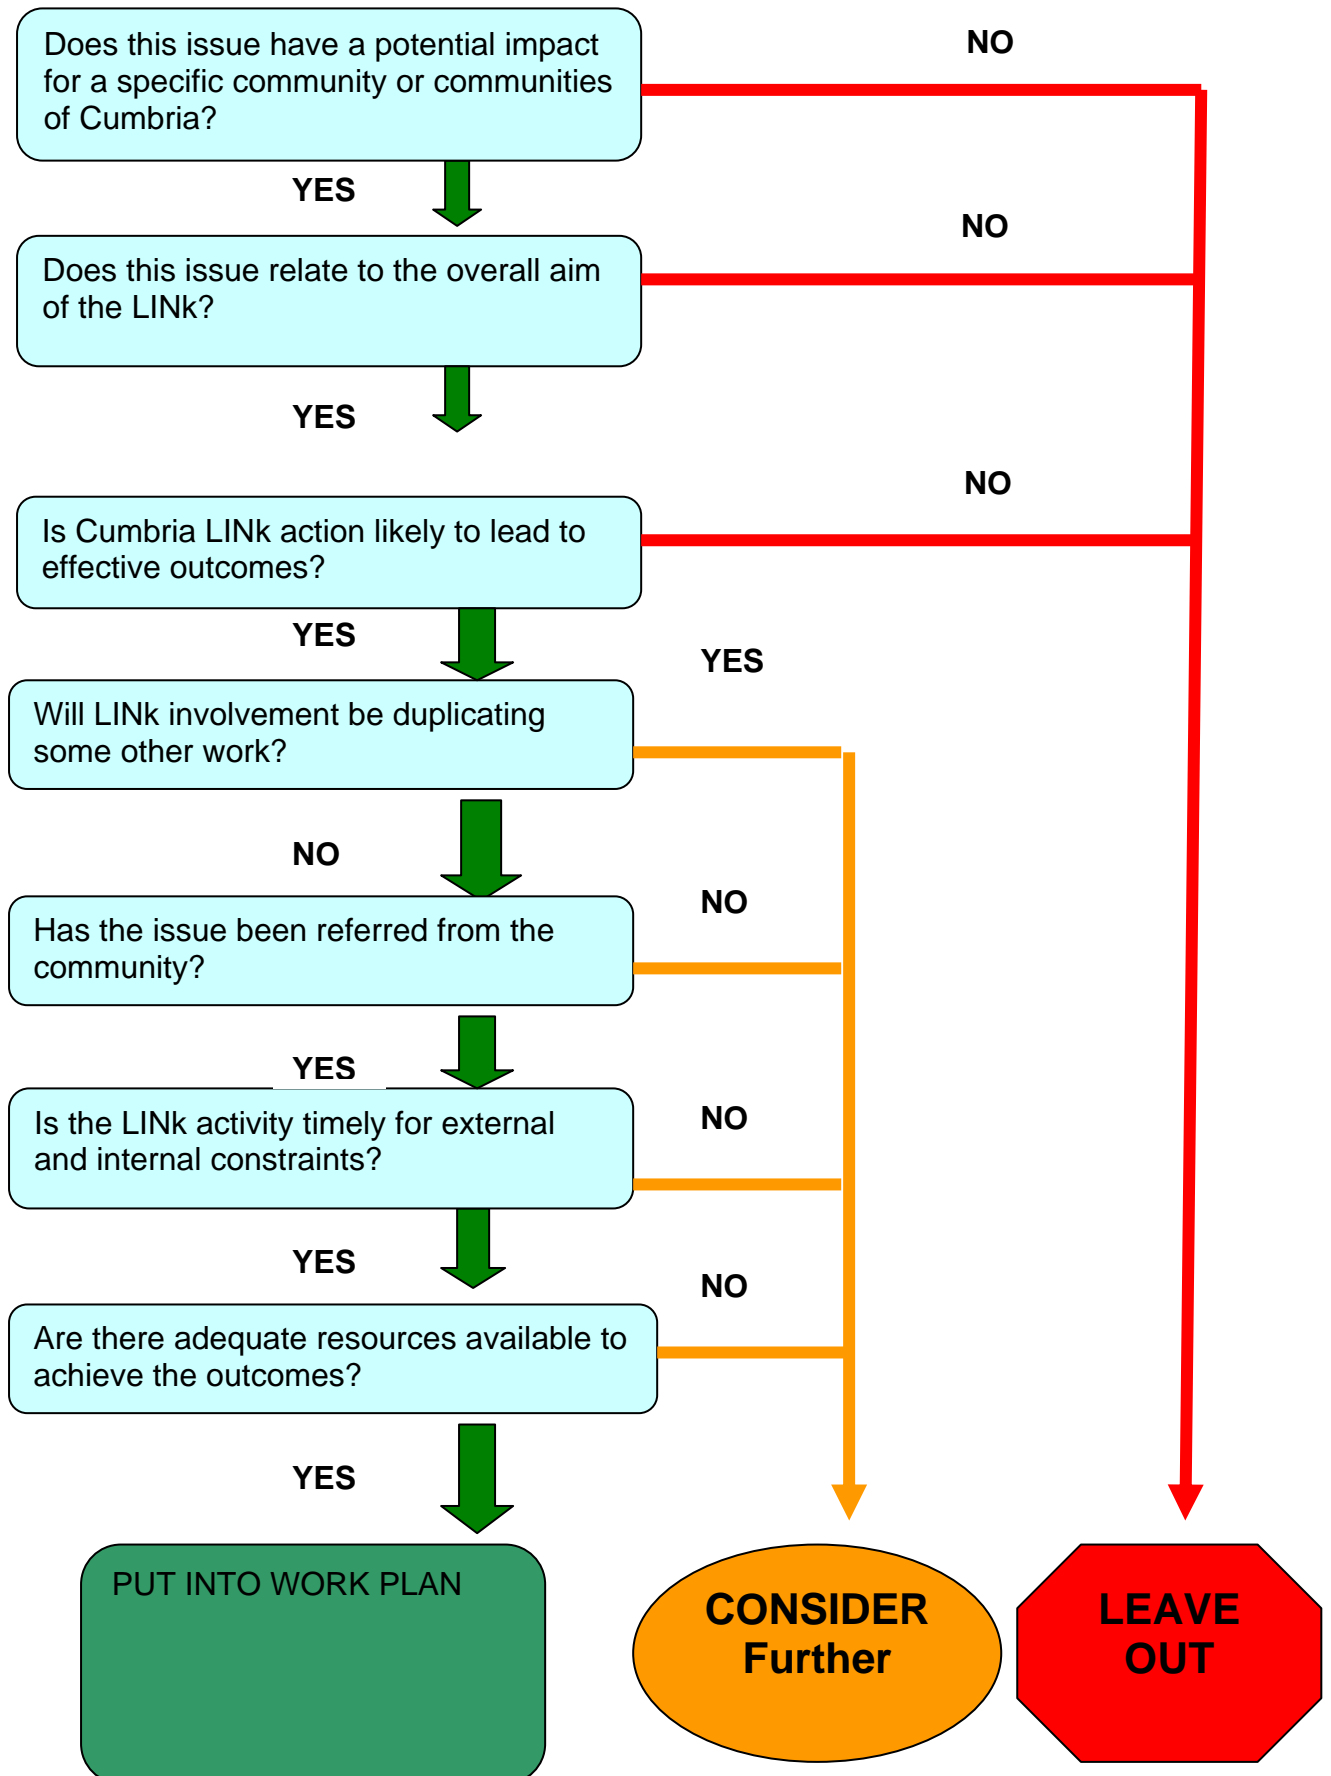 Does this issue have a potential impact
for a specific community or communities
of Cumbria?
NO
YES
Does this issue relate to the overall aim
of the LINk?
NO
YES
Is Cumbria LINk action likely to lead to
effective outcomes?
NO
YES
Will LINk involvement be duplicating
some other work?
YES
NO
Has the issue been referred from the
community?
NO
YES
Is the LINk activity timely for external
and internal constraints?
NO
YES
Are there adequate resources available to
achieve the outcomes?
NO
YES
PUT INTO WORK PLAN
CONSIDER
Further
LEAVE
OUT